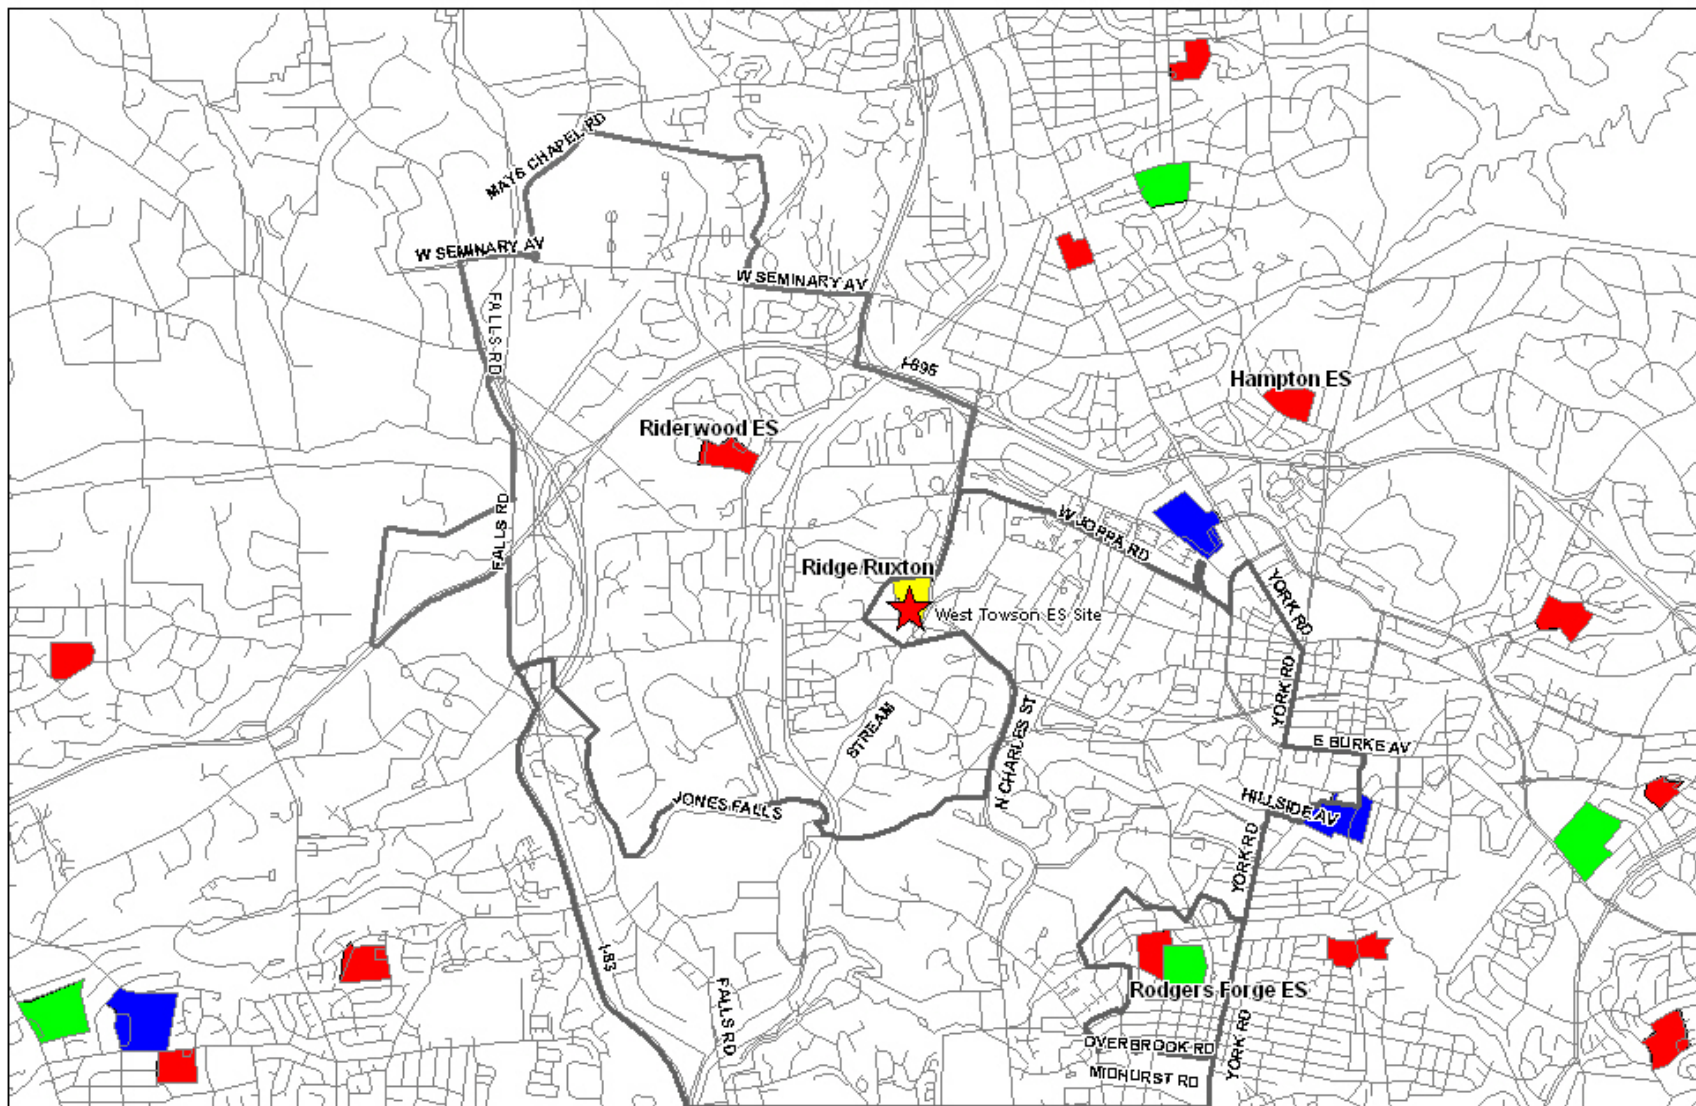 MAYS CHAPEL RD
W SEMINARY AV
W SEMINARY AV
FALLS RD
I-695
Hampton ES
Riderwood ES
FALLS RD
W JOPPA RD
Ridge/Ruxton
West Towson ES Site
YORK RD
YORK RD
STREAM
N CHARLES ST
E BURKE AV
JONES FALLS
HILLSIDE AV
YORK RD
I-83
FALLS RD
Rodgers Forge ES
YORK RD
OVERBROOK RD
MIDHURST RD